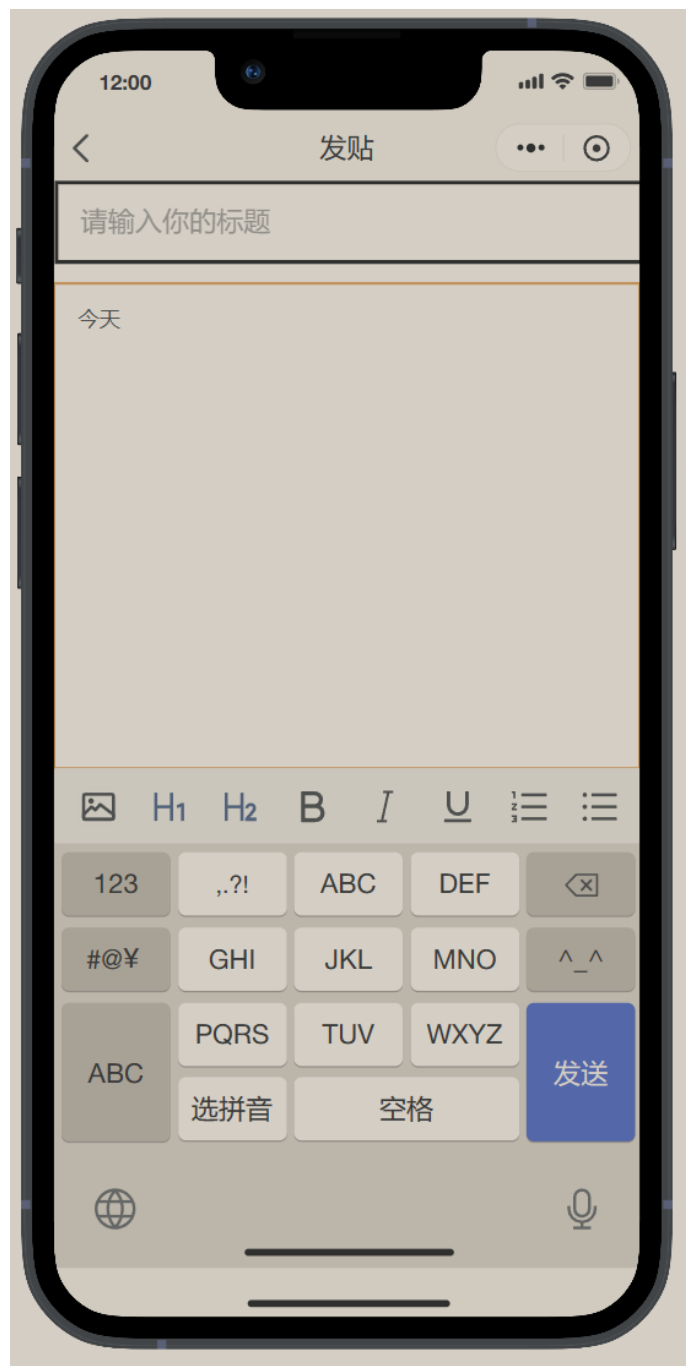 12:00
发贴
请输入你的标题
今天
H1 H2 B I U
123 ,.?! ABC DEF
#@¥ GHI JKL MNO ^_^
ABC PQRS TUV WXYZ 发送
选拼音 空格